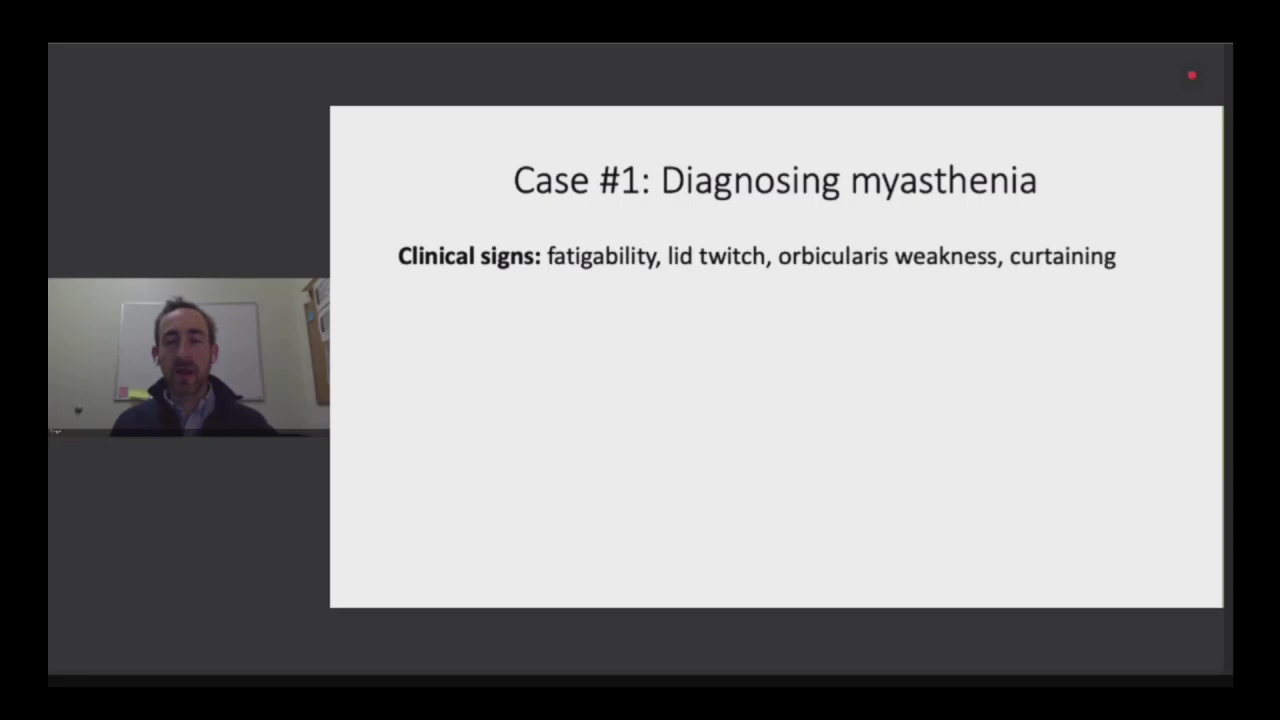 Case #1: Diagnosing myasthenia
Clinical signs: fatigability, lid twitch, orbicularis weakness, curtaining